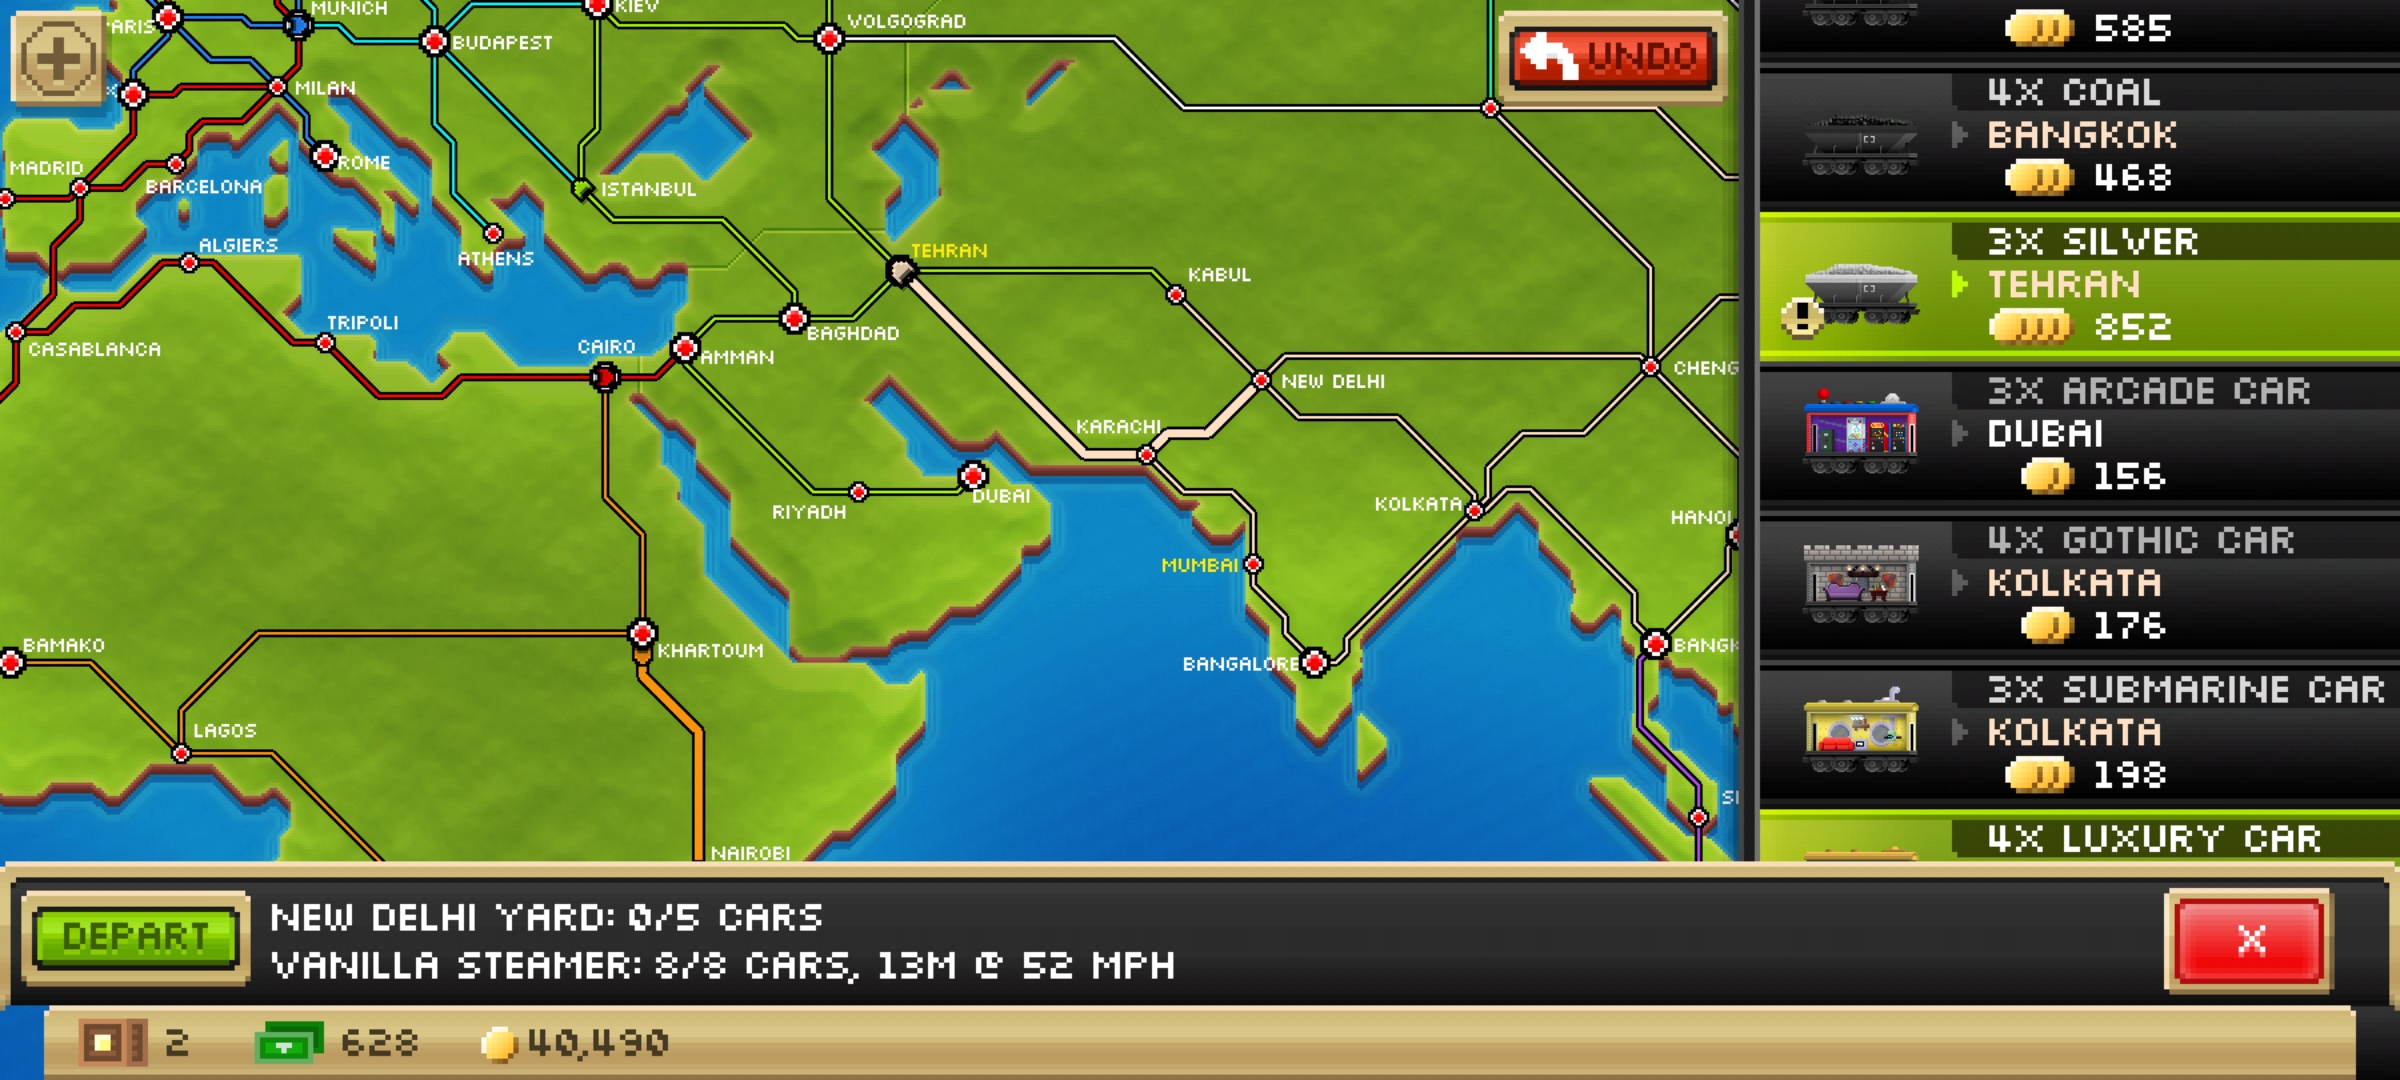 MUNICH
KIEV
ARIS
BUDAPEST
VOLGOGRAD
UNDO
X
MILAN
MADRID
BARCELONA
ROME
ISTANBUL
ALGIERS
ATHENS
TEHRAN
KABUL
TRIPOLI
CASABLANCA
CAIRO
AMMAN
BAGHDAD
NEW DELHI
CHENG
KARACHI
RIYADH
DUBAI
KOLKATA
HANOI
MUMBAI
BAMAKO
KHARTOUM
BANGALORE
BANGK
LAGOS
NAIROBI
585
4X COAL
BANGKOK
468
3X SILVER
TEHRAN
852
3X ARCADE CAR
DUBAI
156
4X GOTHIC CAR
KOLKATA
176
3X SUBMARINE CAR
KOLKATA
198
4X LUXURY CAR
DEPART
NEW DELHI YARD: 0/5 CARS
VANILLA STEAMER: 8/8 CARS, 13M @ 52 MPH
X
2
628
40,490